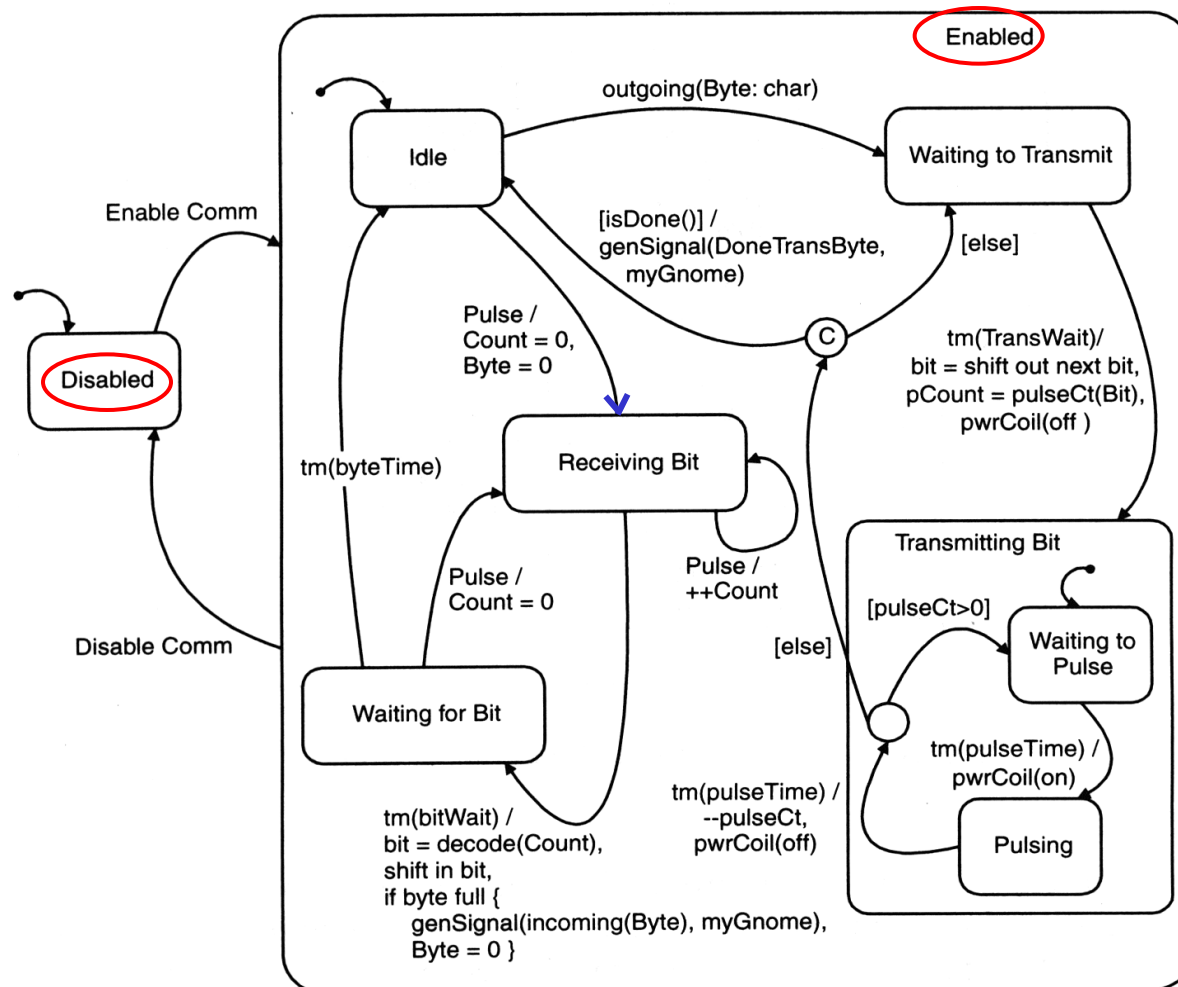 Enabled
outgoing(Byte: char)
Idle
Waiting to Transmit
Enable Comm
[isDone()] /
genSignal(DoneTransByte,
myGnome)
[else]
Pulse /
Count = 0,
Byte = 0
C
tm(TransWait)/
bit = shift out next bit,
pCount = pulseCt(Bit),
pwrCoil(off )
Disabled
tm(byteTime)
Receiving Bit
Transmitting Bit
Pulse /
Count = 0
Pulse /
++Count
[pulseCt>0]
Waiting to
Pulse
[else]
Disable Comm
Waiting for Bit
tm(pulseTime) /
pwrCoil(on)
tm(bitWait) /
bit = decode(Count),
shift in bit,
if byte full {
genSignal(incoming(Byte), myGnome),
Byte = 0 }
tm(pulseTime) /
--pulseCt,
pwrCoil(off)
Pulsing